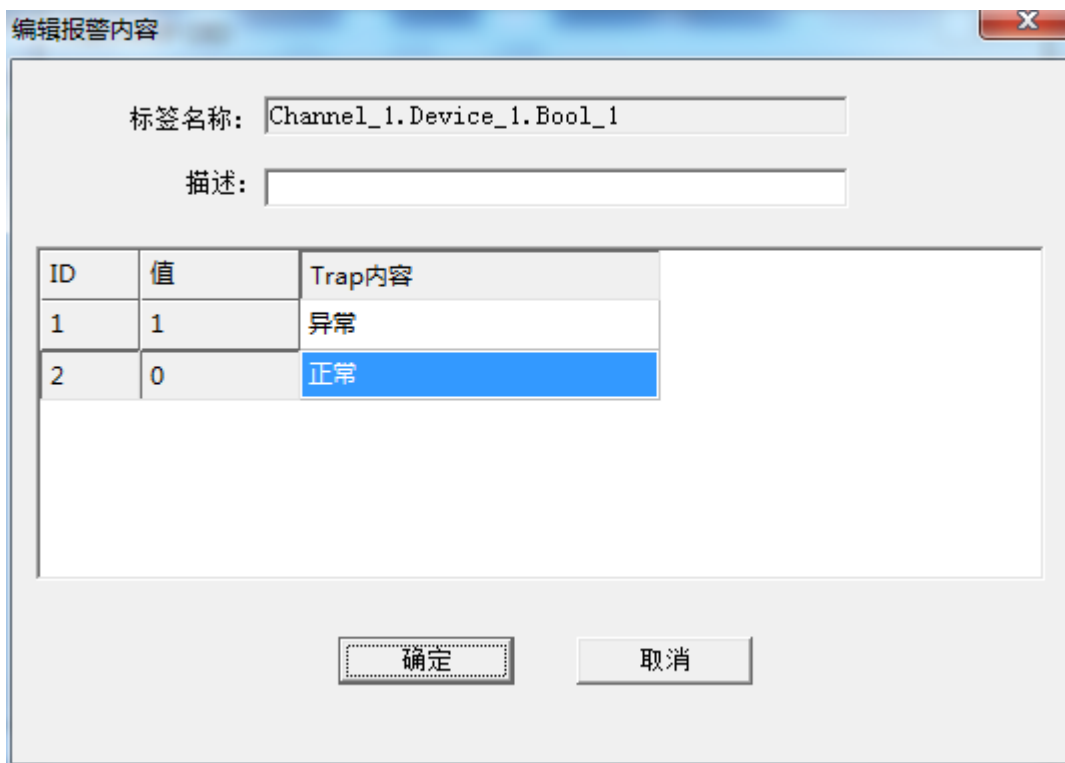 编辑报警内容
标签名称： Channel_1.Device_1.Bool_1
描述：
ID 值 Trap内容
1 1 异常
2 0 正常
确定 取消